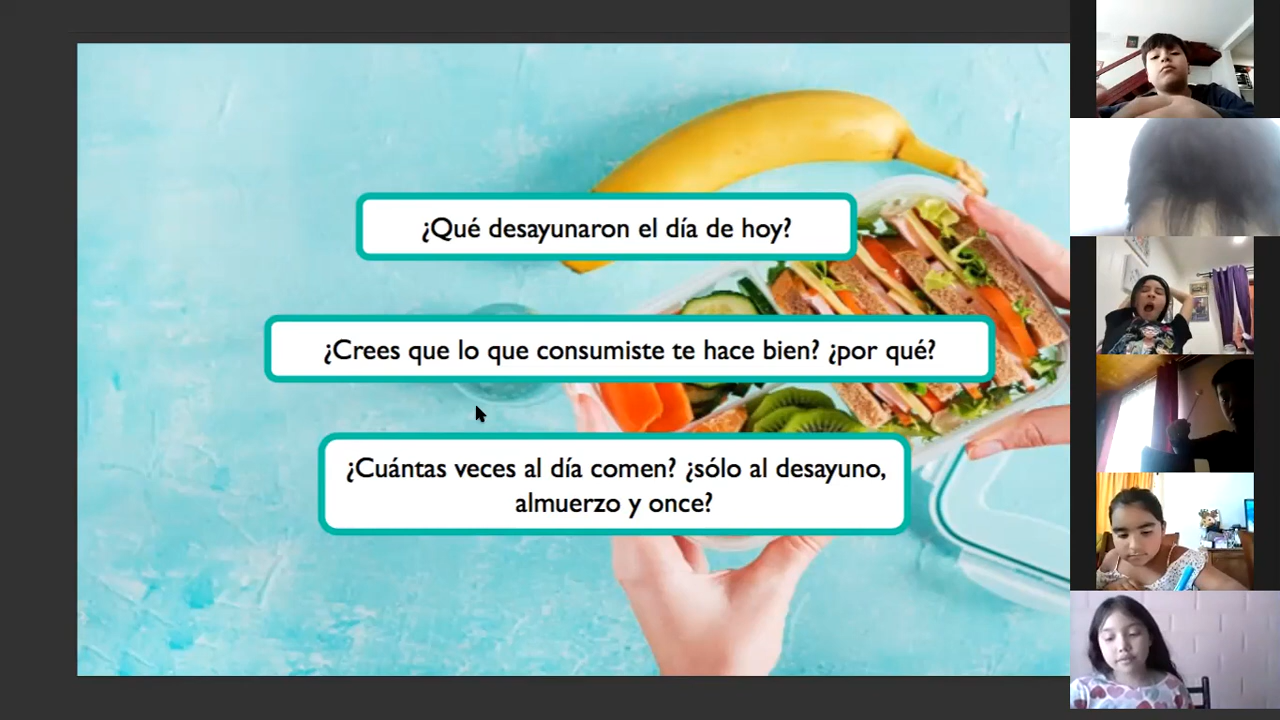 ¿Qué desayunaron el día de hoy?
¿Crees que lo que consumiste te hace bien? ¿por qué?
¿Cuántas veces al día comen? ¿sólo al desayuno,
almuerzo y once?